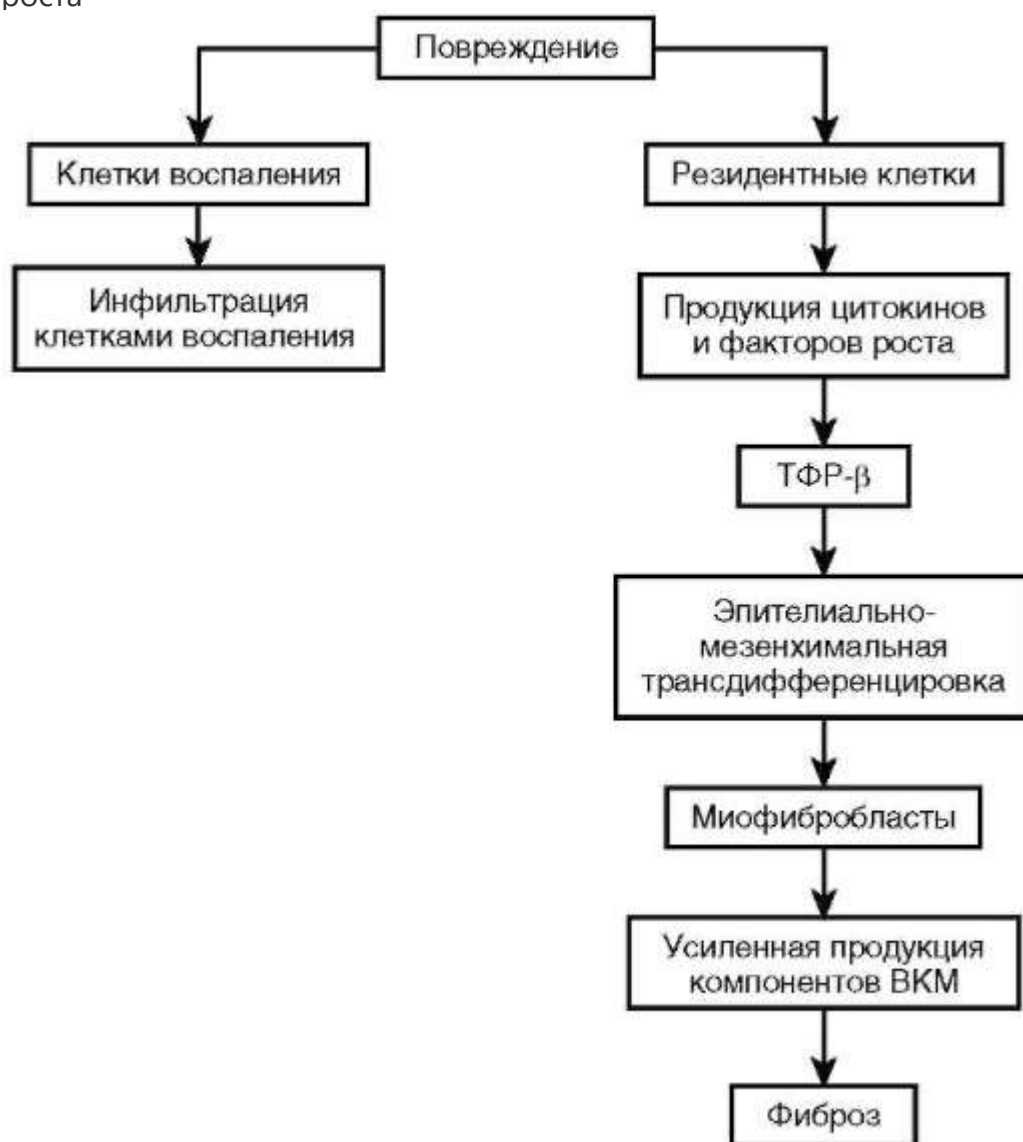 роста
Повреждение
Клетки воспаления
Резидентные клетки
Инфильтрация
клетками воспаления
Продукция цитокинов
и факторов роста
ТФР-β
Эпителиально-
мезенхимальная
трансдифференцировка
Миофибробласты
Усиленная продукция
компонентов ВКМ
Фиброз